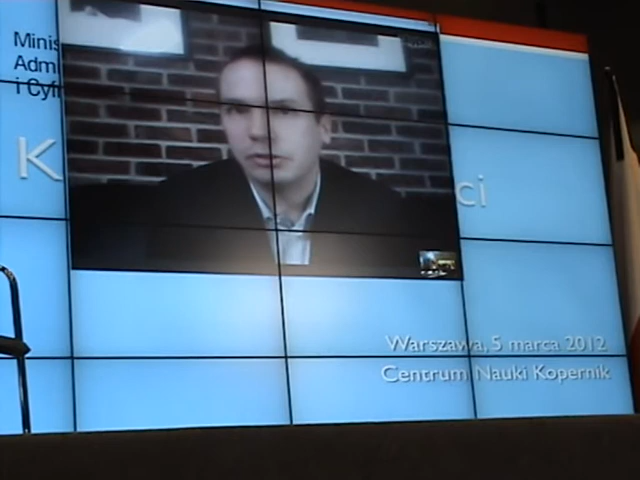 Minis
Adm
i Cyf
K
ci
Warszawa, 5 marca 2012
Centrum Nauki Kopernik